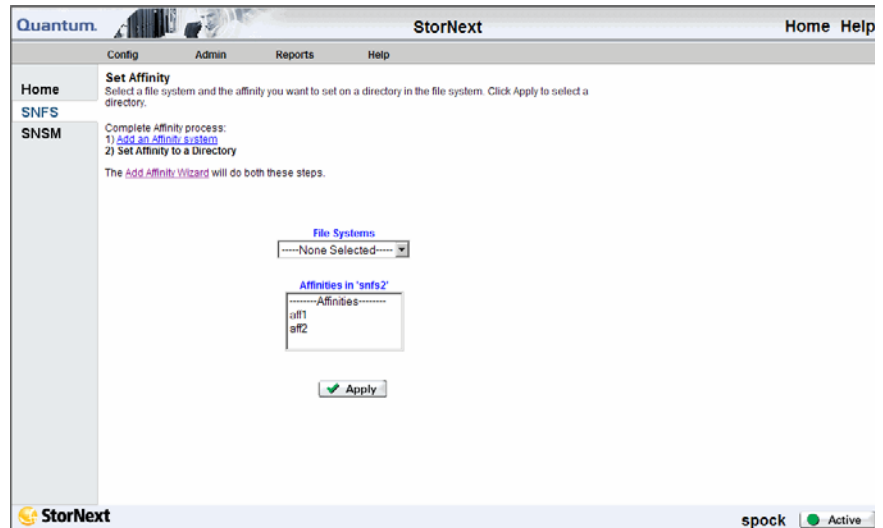 Quantum. StorNext Home Help
Config Admin Reports Help
Home
SNFS
SNSM
Set Affinity
Select a file system and the affinity you want to set on a directory in the file system. Click Apply to select a
directory.
Complete Affinity process:
1) Add an Affinity system
2) Set Affinity to a Directory
The Add Affinity Wizard will do both these steps.
File Systems
-----None Selected-----
Affinities in 'snfs2'
--------Affinities--------
aff1
aff2
Apply
StorNext
spock Active